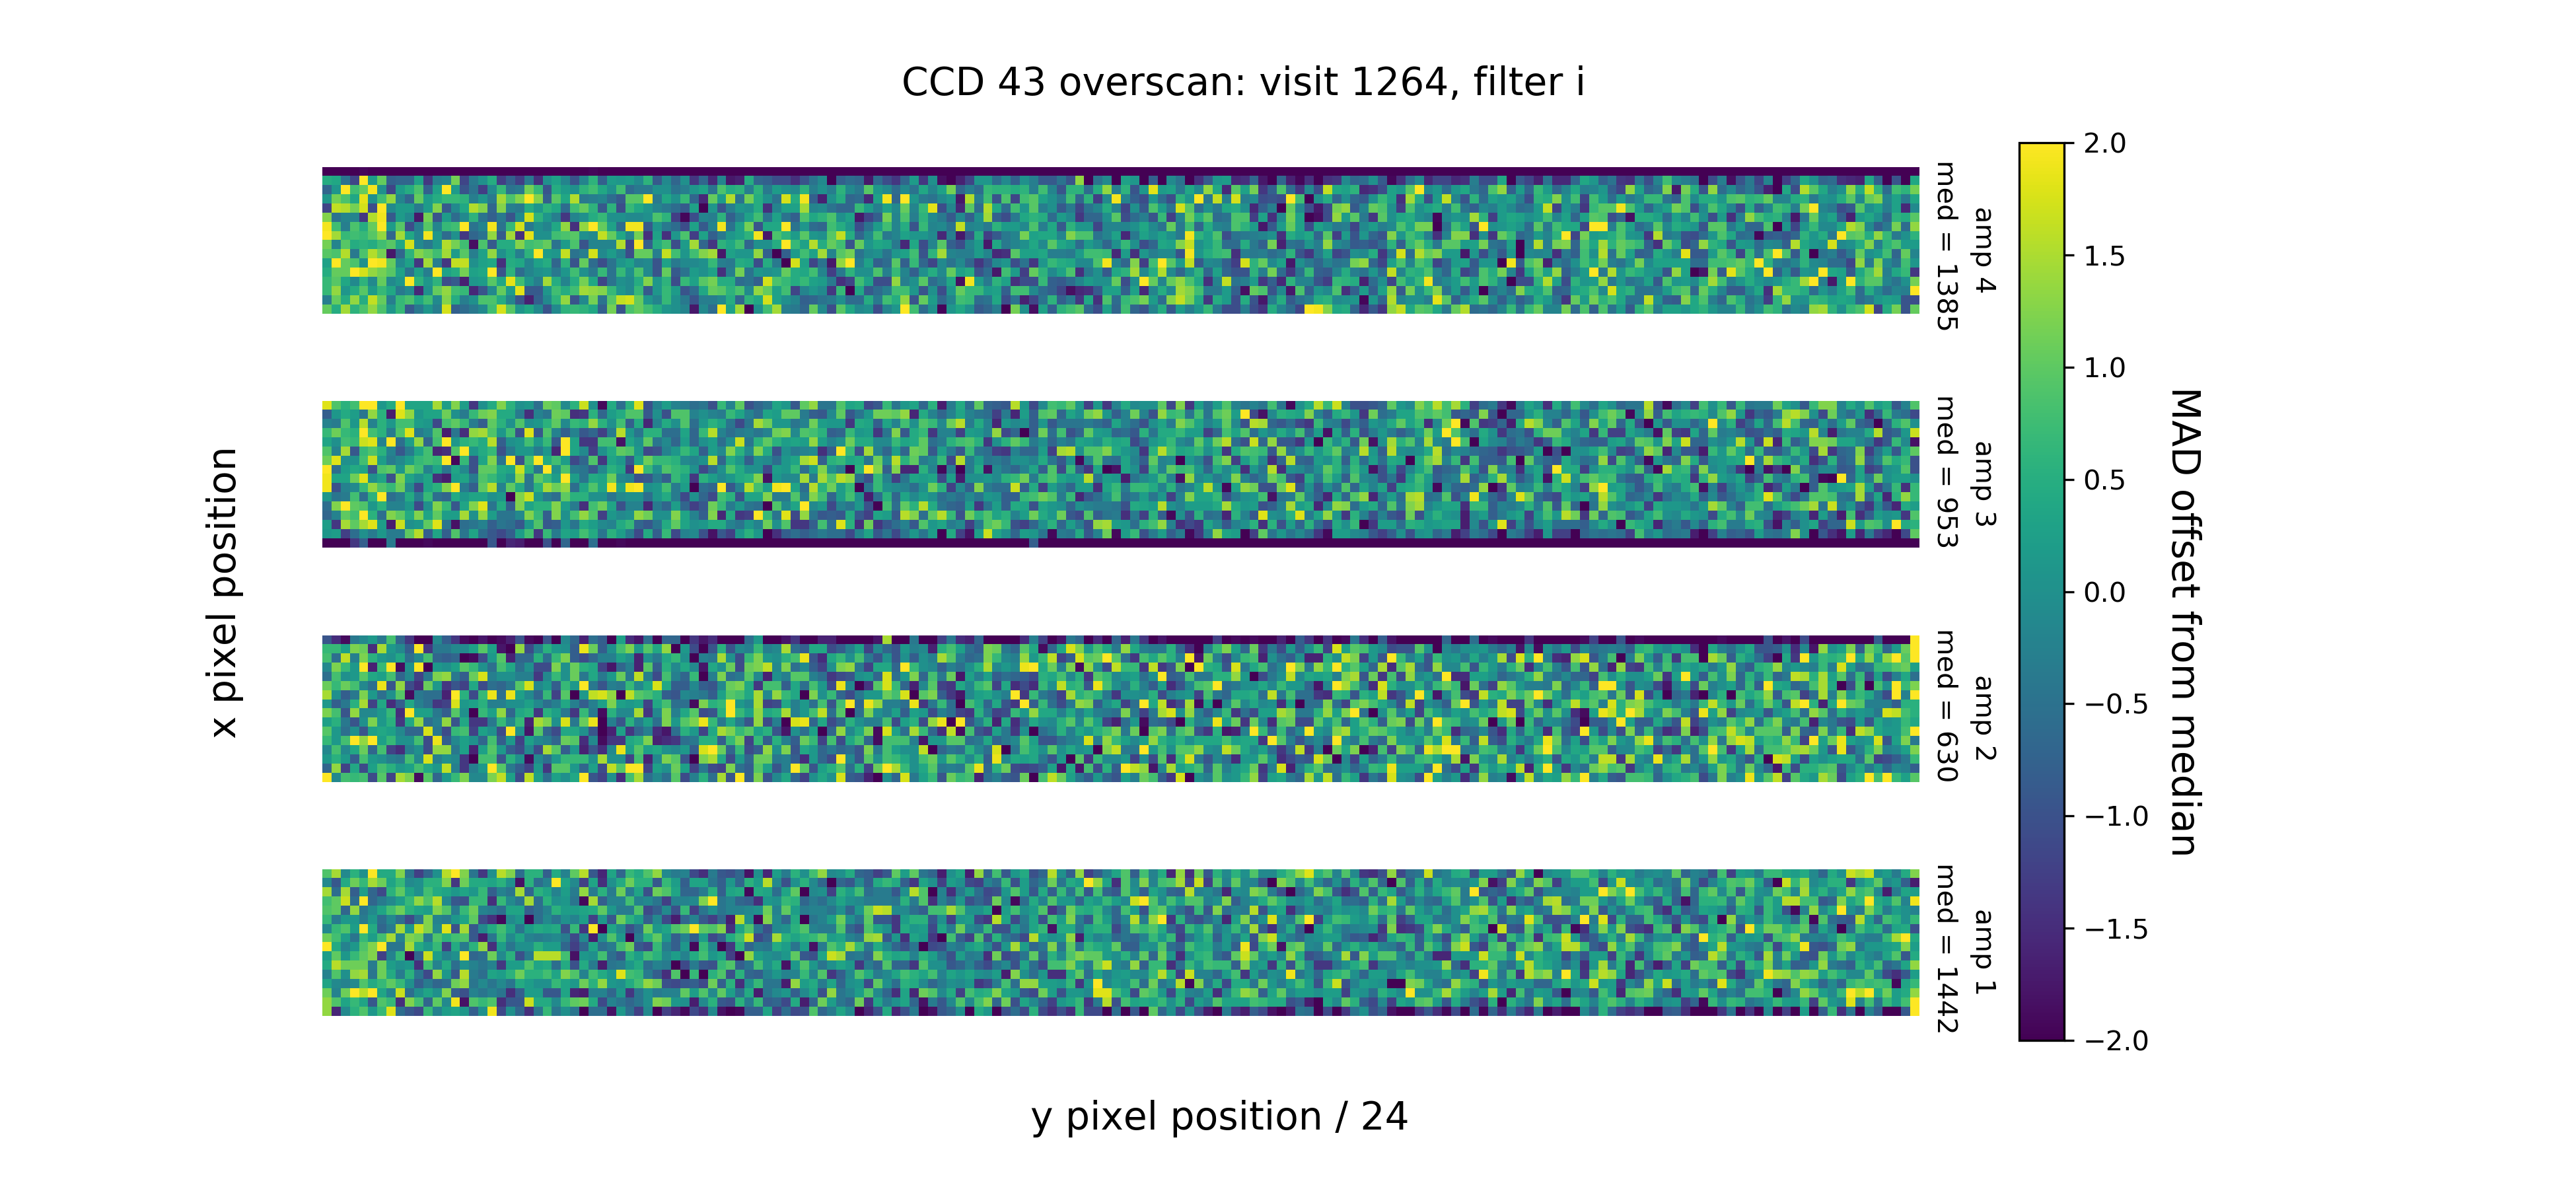 CCD 43 overscan: visit 1264, filter i
x pixel position
amp 4
med = 1385
amp 3
med = 953
amp 2
med = 630
amp 1
med = 1442
y pixel position / 24
2.0
1.5
1.0
0.5
0.0
−0.5
−1.0
−1.5
−2.0
MAD offset from median